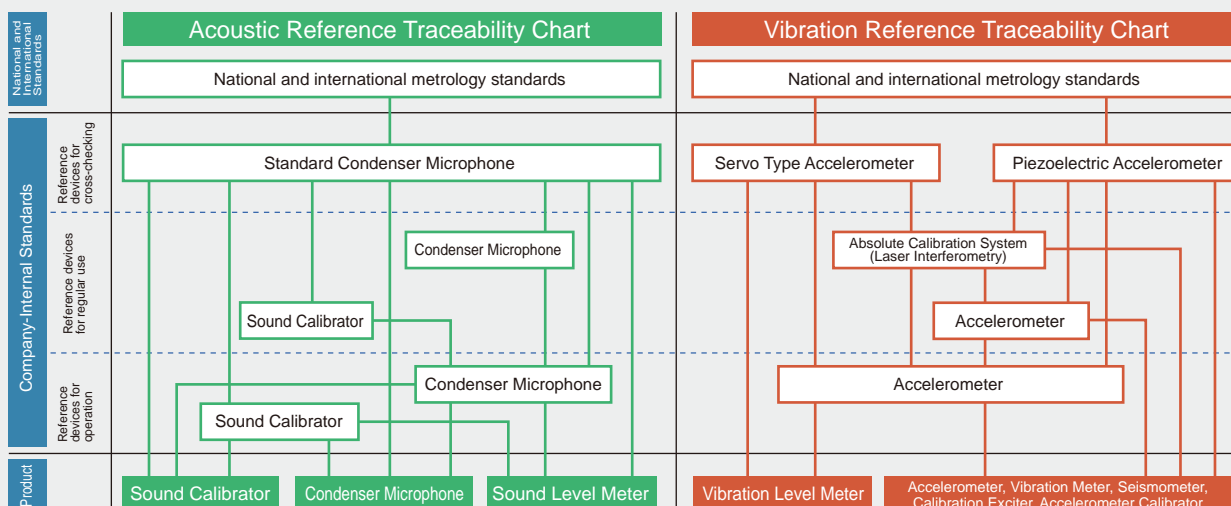 Acoustic Reference Traceability Chart
Vibration Reference Traceability Chart
National and
International
Standards
National and international metrology standards
National and international metrology standards
Company-Internal Standards
Reference
devices for
cross-checking
Standard Condenser Microphone
Servo Type Accelerometer
Piezoelectric Accelerometer
Reference devices
for regular use
Condenser Microphone
Absolute Calibration System
(Laser Interferometry)
Sound Calibrator
Accelerometer
Reference
devices for
operation
Condenser Microphone
Accelerometer
Sound Calibrator
Product
Sound Calibrator
Condenser Microphone
Sound Level Meter
Vibration Level Meter
Accelerometer, Vibration Meter, Seismometer,
Calibration Exciter, Accelerometer Calibrator